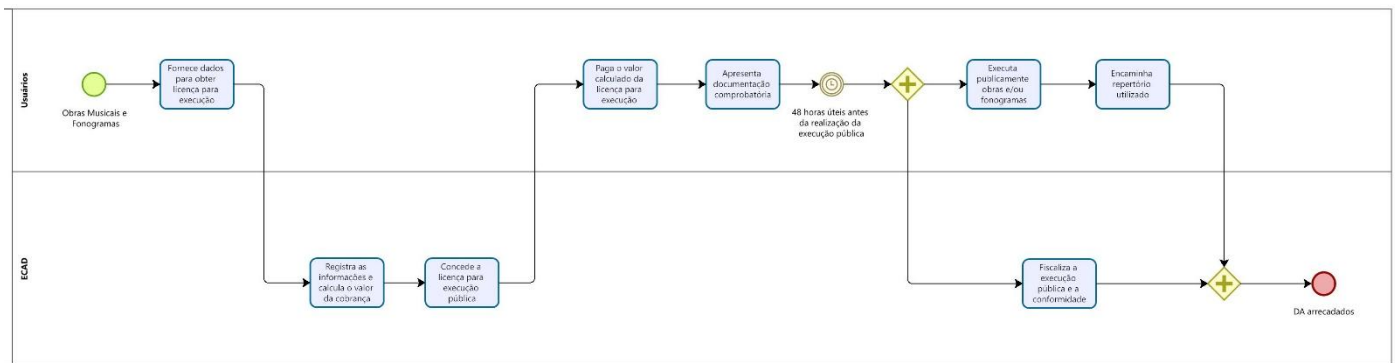 Usuários
Obras Musicais e
Fonogramas
Fornece dados
para obter
licença para
execução
Paga o valor
calculado da
licença para
execução
Apresenta
documentação
comprobatória
48 horas úteis antes
da realização da
execução pública
Executa
publicamente
obras e/ou
fonogramas
Encaminha
repertório
utilizado
ECAD
Registra as
informações e
calcula o valor
da cobrança
Concede a
licença para
execução
pública
Fiscaliza a
execução
pública e a
conformidade
DA arrecadados